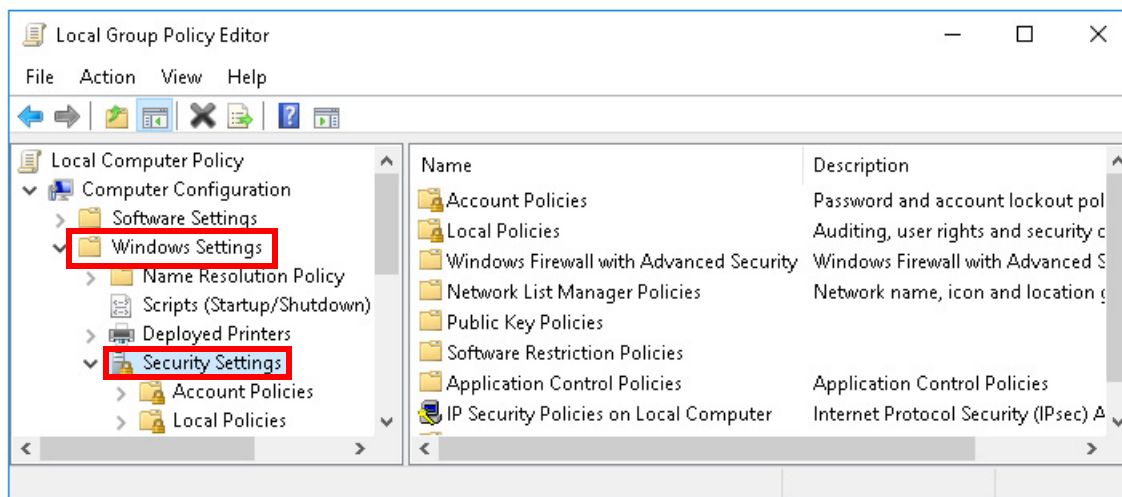 Local Group Policy Editor
File Action View Help
Local Computer Policy
Computer Configuration
Software Settings
Windows Settings
Name Resolution Policy
Scripts (Startup/Shutdown)
Deployed Printers
Security Settings
Account Policies
Local Policies
Name Description
Account Policies Password and account lockout pol
Local Policies Auditing, user rights and security c
Windows Firewall with Advanced Security Windows Firewall with Advanced S
Network List Manager Policies Network name, icon and location g
Public Key Policies
Software Restriction Policies
Application Control Policies Application Control Policies
IP Security Policies on Local Computer Internet Protocol Security (IPsec) A